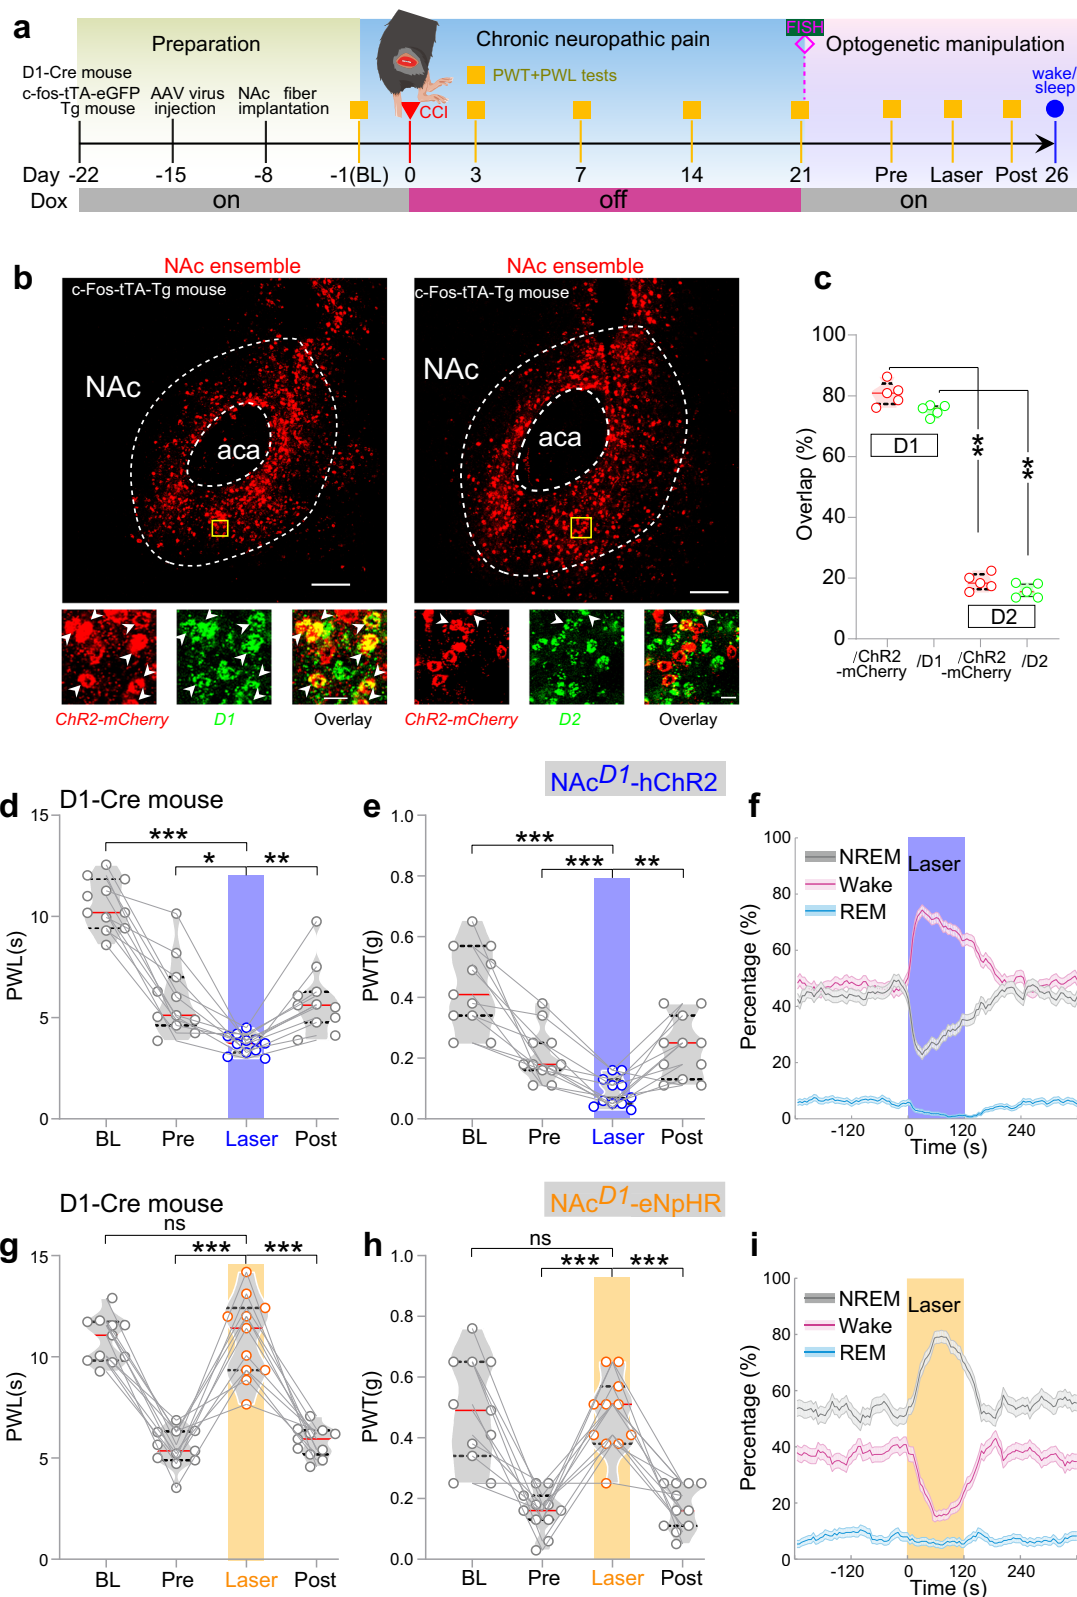 a
Preparation
Chronic neuropathic pain
FISH
Optogenetic manipulation
D1-Cre mouse
c-fos-tTA-eGFP
Tg mouse
AAV virus
injection
NAc fiber
implantation
PWT+PWL tests
CCI
wake/
sleep
Day -22 -15 -8 -1(BL) 0 3 7 14 21 Pre Laser Post 26
Dox on off on
b
NAc ensemble
c-Fos-tTA-Tg mouse
NAc
aca
ChR2-mCherry D1 Overlay
NAc ensemble
c-Fos-tTA-Tg mouse
NAc
aca
ChR2-mCherry D2 Overlay
c
Overlap (%)
100
80
60
40
20
0
D1
**
**
D2
/ChR2
-mCherry
/D1
/ChR2
-mCherry
/D2
NAcD1-hChR2
d
D1-Cre mouse
PWL(s)
15
10
5
0
***
* **
BL Pre Laser Post
e
PWT(g)
1.0
0.8
0.6
0.4
0.2
0.0
***
*** **
BL Pre Laser Post
f
Percentage (%)
100
80
60
40
20
0
NREM
Wake
REM
Laser
-120 0 120 240
Time (s)
NAcD1-eNpHR
g
D1-Cre mouse
PWL(s)
15
10
5
0
ns
*** ***
BL Pre Laser Post
h
PWT(g)
1.0
0.8
0.6
0.4
0.2
0.0
ns
*** ***
BL Pre Laser Post
i
Percentage (%)
100
80
60
40
20
0
NREM
Wake
REM
Laser
-120 0 120 240
Time (s)